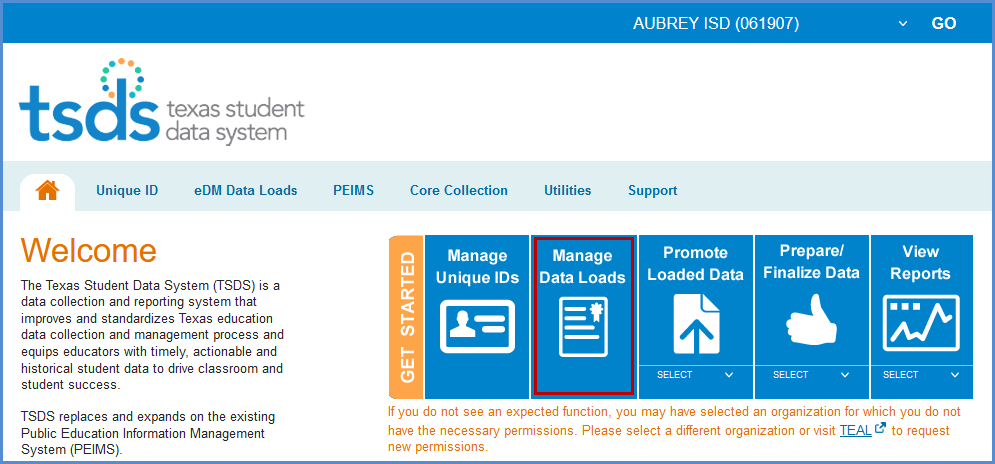 AUBREY ISD (061907)
GO
tsds texas student
data system
Unique ID
eDM Data Loads
PEIMS
Core Collection
Utilities
Support
Welcome
The Texas Student Data System (TSDS) is a
data collection and reporting system that
improves and standardizes Texas education
data collection and management process and
equips educators with timely, actionable and
historical student data to drive classroom and
student success.
TSDS replaces and expands on the existing
Public Education Information Management
System (PEIMS).
GET STARTED
Manage
Unique IDs
Manage
Data Loads
Promote
Loaded Data
SELECT
Prepare/
Finalize Data
SELECT
View
Reports
SELECT
If you do not see an expected function, you may have selected an organization for which you do not
have the necessary permissions. Please select a different organization or visit TEAL to request
new permissions.